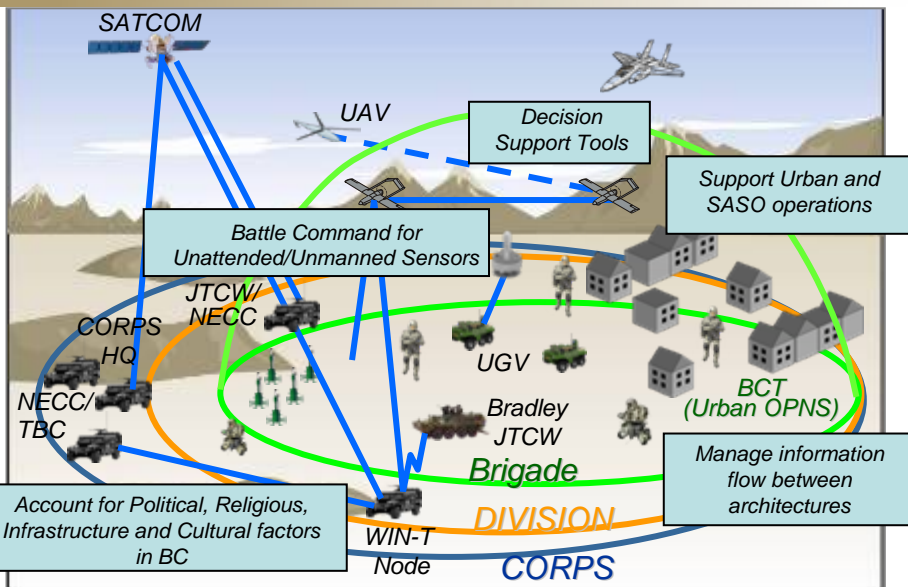 SATCOM
UAV
Decision
Support Tools
Support Urban and
SASO operations
Battle Command for
Unattended/Unmanned Sensors
JTCW/
NECC
CORPS
HQ
NECC/
TBC
UGV
BCT
(Urban OPNS)
Bradley
JTCW
Brigade
Manage information
flow between
architectures
Account for Political, Religious,
Infrastructure and Cultural factors
in BC
WIN-T
Node
DIVISION
CORPS